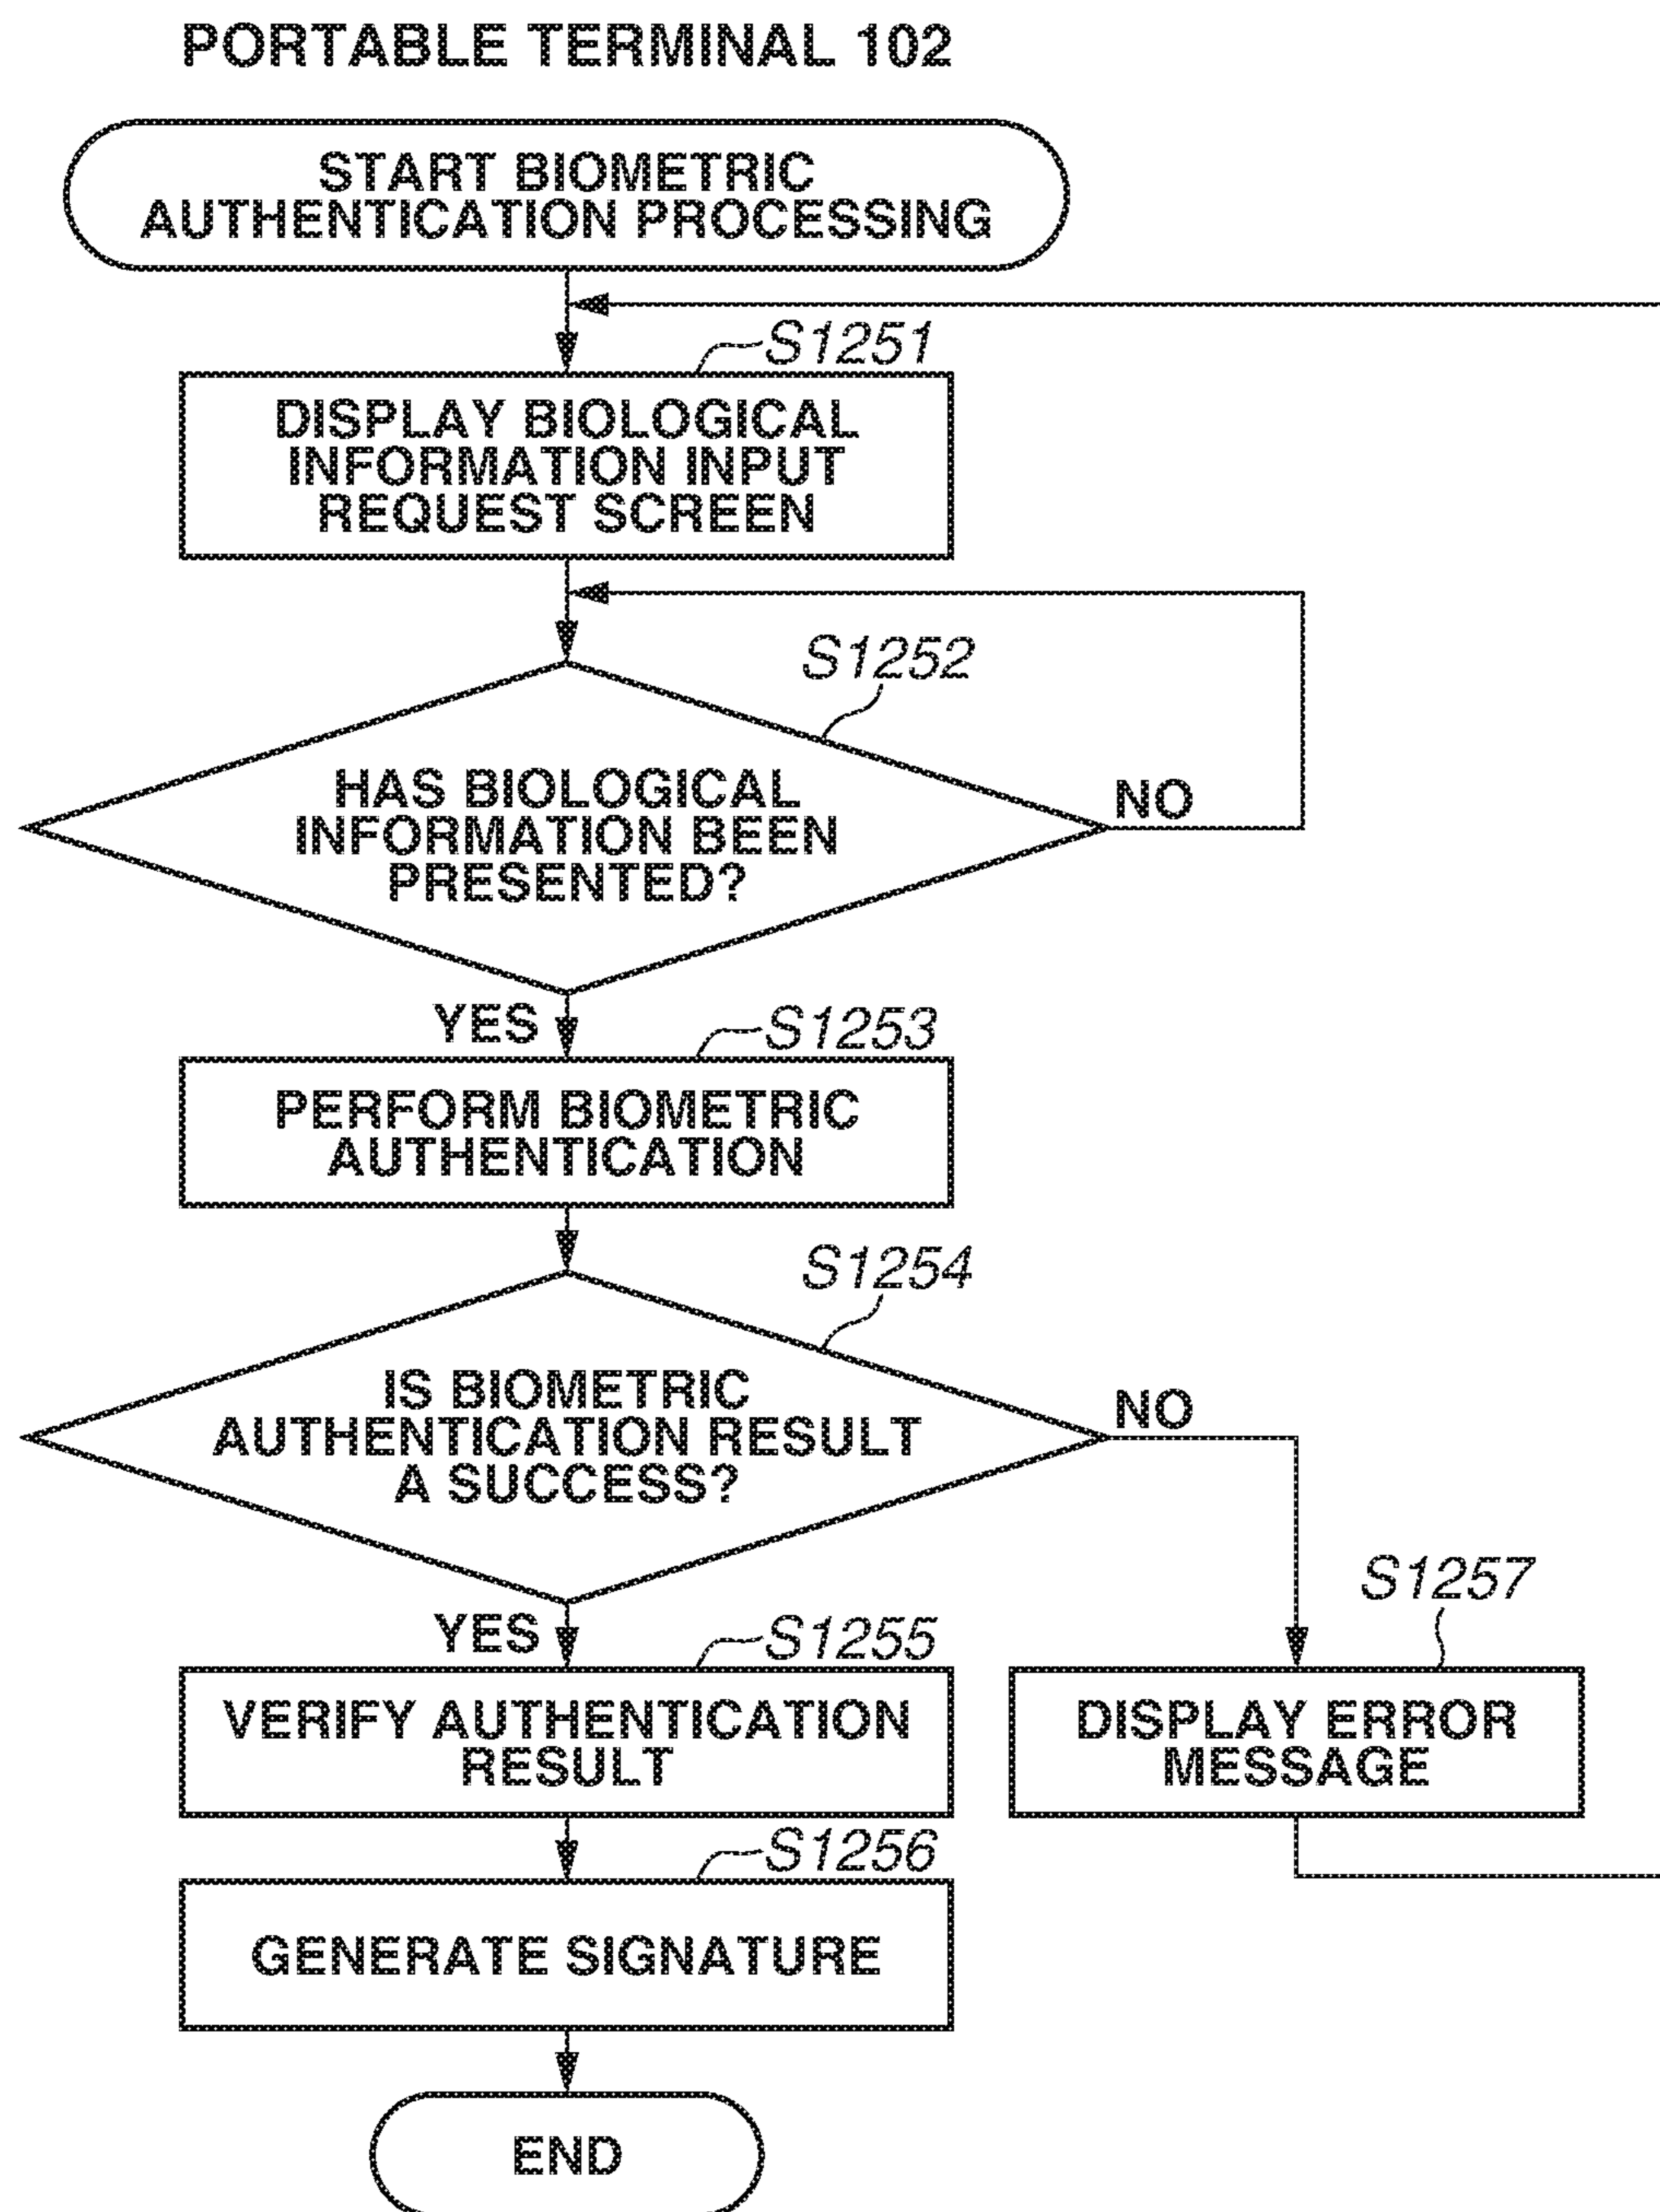 PORTABLE TERMINAL 102
START BIOMETRIC
AUTHENTICATION PROCESSING
S1251
DISPLAY BIOLOGICAL
INFORMATION INPUT
REQUEST SCREEN
S1252
HAS BIOLOGICAL
INFORMATION BEEN
PRESENTED?
NO
YES
S1253
PERFORM BIOMETRIC
AUTHENTICATION
S1254
IS BIOMETRIC
AUTHENTICATION RESULT
A SUCCESS?
NO
YES
S1255
VERIFY AUTHENTICATION
RESULT
S1257
DISPLAY ERROR
MESSAGE
S1256
GENERATE SIGNATURE
END